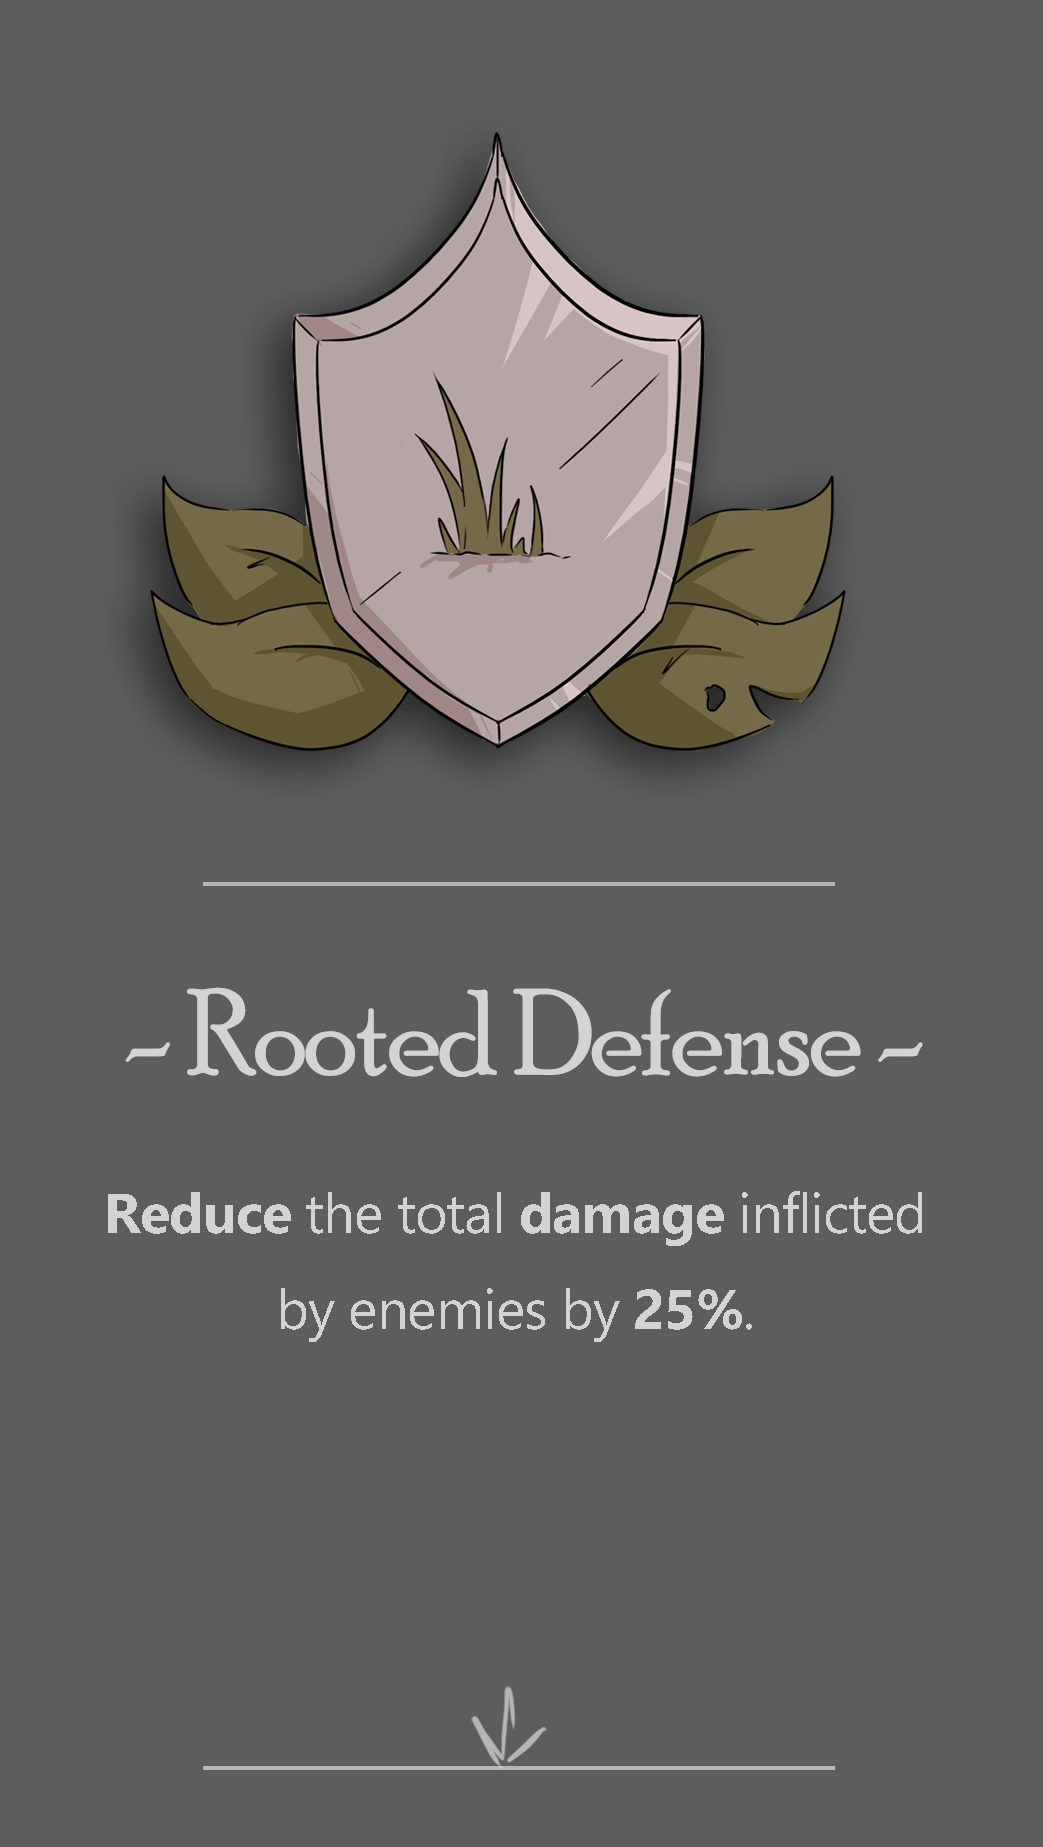 ~ Rooted Defense ~
Reduce the total damage inflicted
by enemies by 25%.